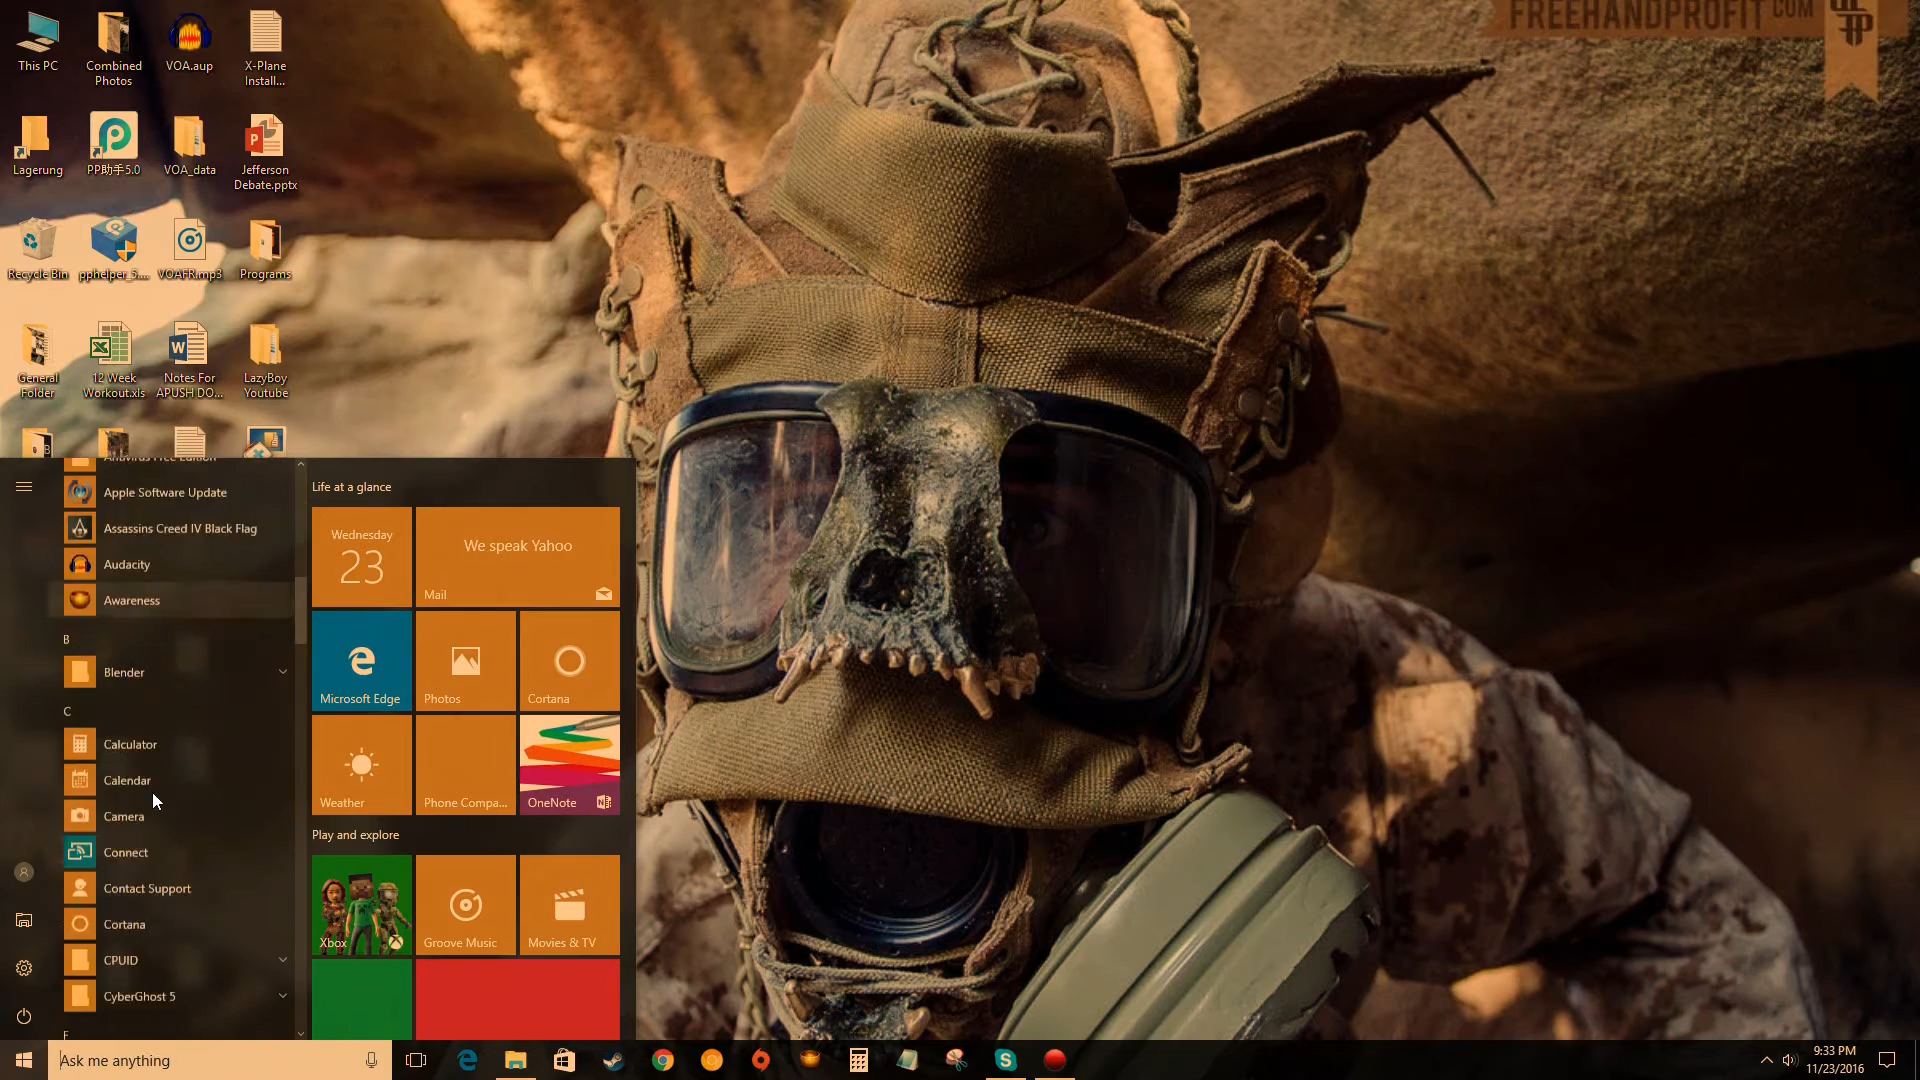 FREEHANDPROFIT.COM
This PC
Combined
Photos
VOA.aup
X-Plane
Install...
Lagerung
PP助手5.0
VOA_data
Jefferson
Debate.pptx
Recycle Bin
pphelper_5....
VOAFR.mp3
Programs
General
Folder
12 Week
Workout.xls
Notes For
APUSH DO...
LazyBoy
Youtube
Antivirus Free Edition
Apple Software Update
Assassins Creed IV Black Flag
Audacity
Awareness
B
Blender
C
Calculator
Calendar
Camera
Connect
Contact Support
Cortana
CPUID
CyberGhost 5
Life at a glance
Wednesday
23
We speak Yahoo
Mail
Microsoft Edge
Photos
Cortana
Weather
Phone Compa...
OneNote
Play and explore
Xbox
Groove Music
Movies & TV
Ask me anything
9:33 PM
11/23/2016